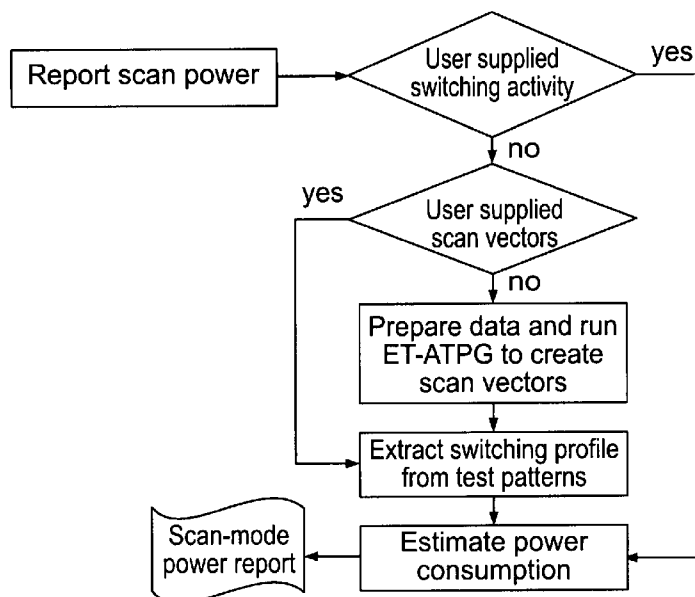 Report scan power
User supplied
switching activity
yes
no
yes
User supplied
scan vectors
no
Prepare data and run
ET-ATPG to create
scan vectors
Extract switching profile
from test patterns
Scan-mode
power report
Estimate power
consumption